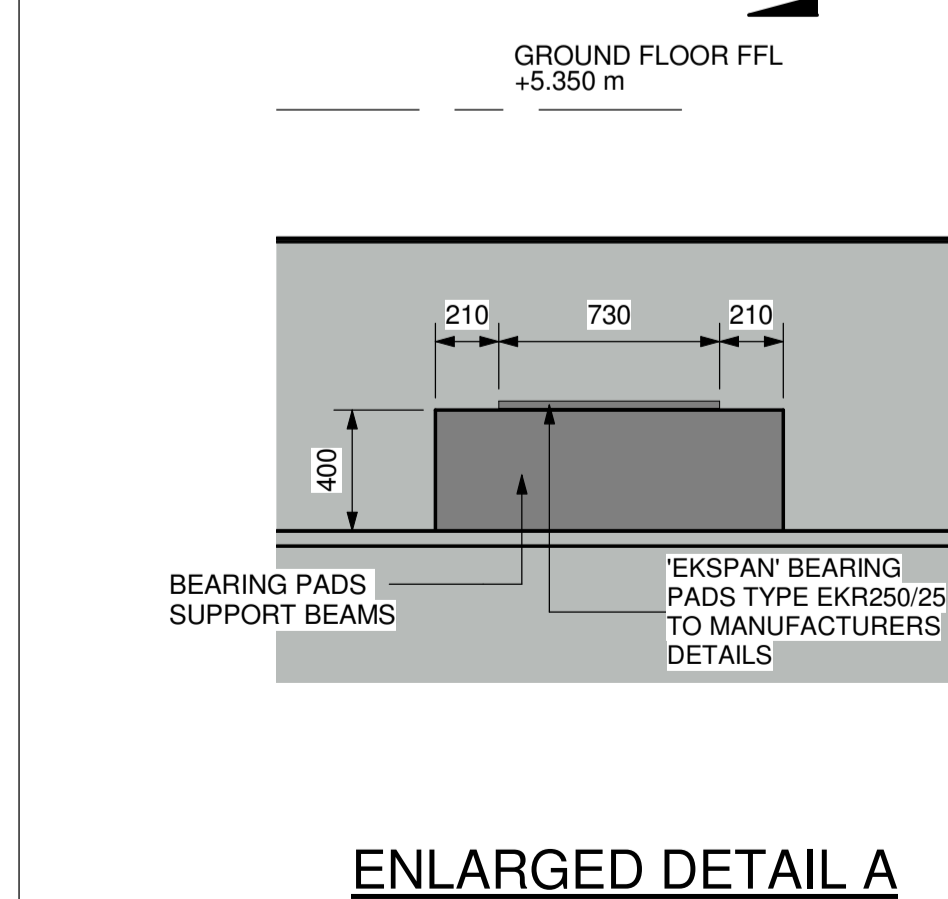 GROUND FLOOR FFL
+5.350 m
210
730
210
400
BEARING PADS
SUPPORT BEAMS
'EKSPAN' BEARING
PADS TYPE EKR250/25
TO MANUFACTURERS
DETAILS
ENLARGED DETAIL A